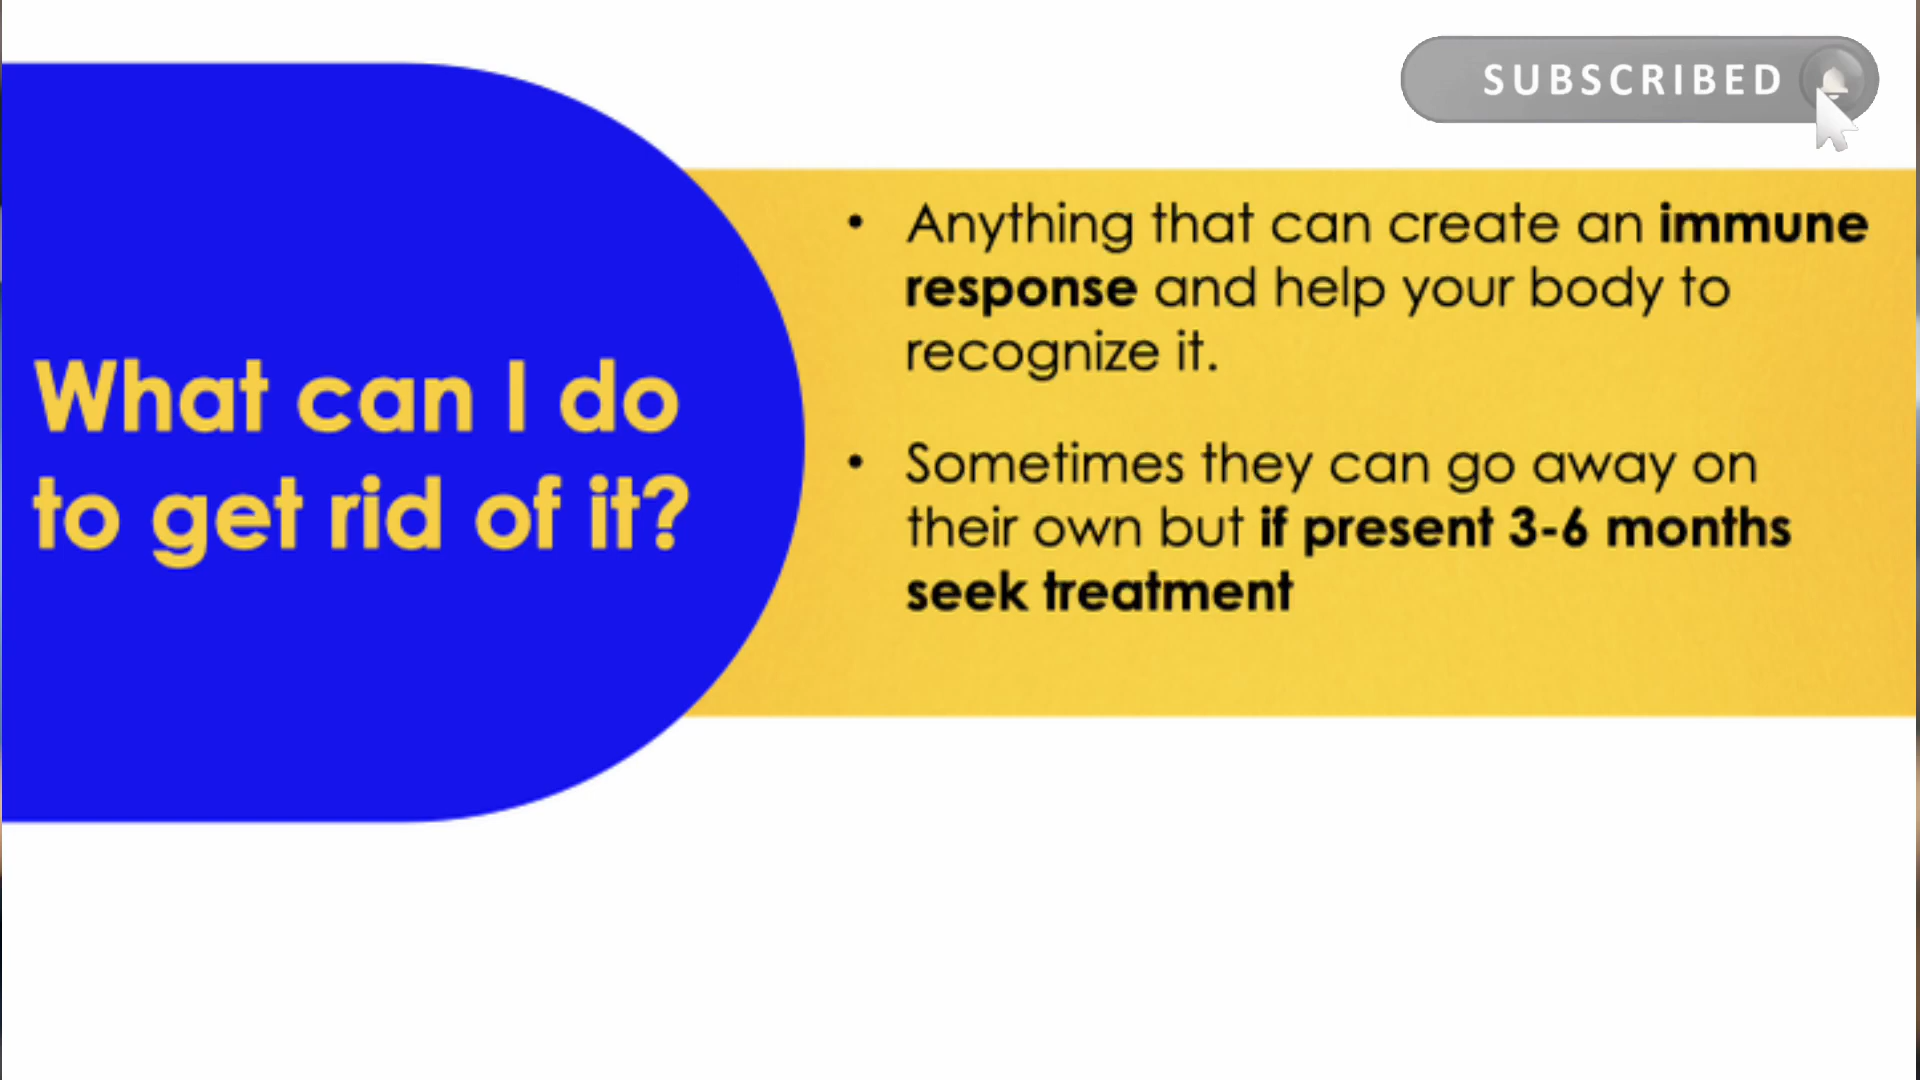 SUBSCRIBED
What can I do
to get rid of it?
• Anything that can create an immune
response and help your body to
recognize it.
• Sometimes they can go away on
their own but if present 3-6 months
seek treatment